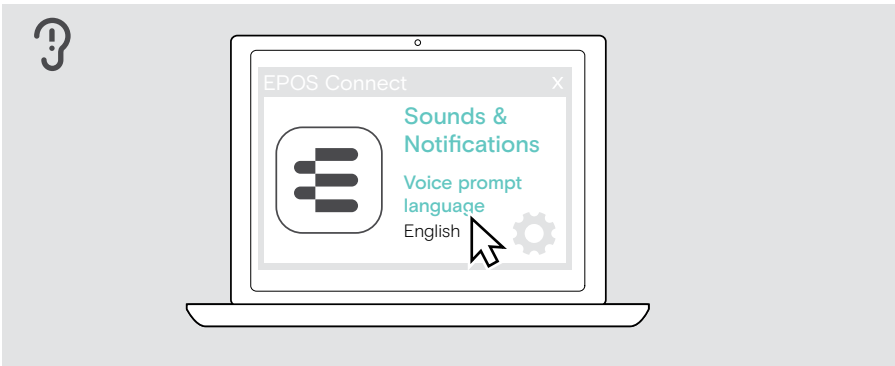 EPOS Connect X
Sounds &
Notifications
Voice prompt
language
English